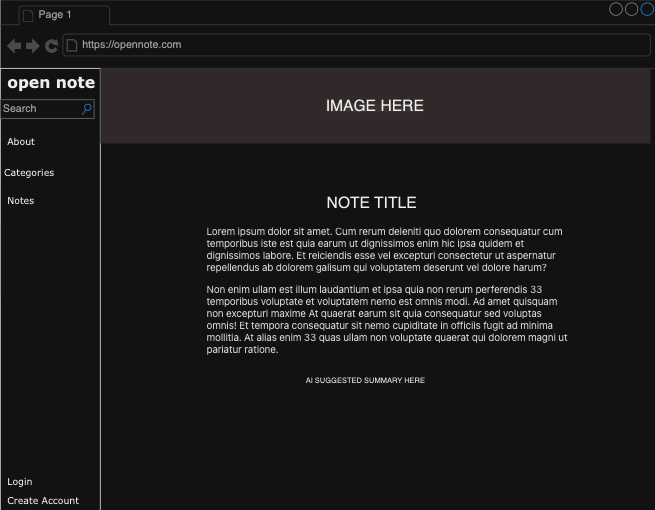 Page 1
https://opennote.com
open note
Search
About
Categories
Notes
Login
Create Account
IMAGE HERE
NOTE TITLE
Lorem ipsum dolor sit amet. Cum rerum deleniti quo dolorem consequatur cum
temporibus iste est quia earum ut dignissimos enim hic ipsa quidem et
dignissimos labore. Et reiciendis esse vel excepturi consectetur ut aspernatur
repellendus ab dolorem galisum qui voluptatem deserunt vel dolore harum?
Non enim ullam est illum laudantium et ipsa quia non rerum perferendis 33
temporibus voluptate et voluptatem nemo est omnis modi. Ad amet quisquam
non excepturi maxime At quaerat earum sit quia consequatur sed voluptas
omnis! Et tempora consequatur sit nemo cupiditate in officiis fugit ad minima
mollitia. At alias enim 33 quas ullam non voluptate quaerat qui dolorem magni ut
pariatur ratione.
AI SUGGESTED SUMMARY HERE